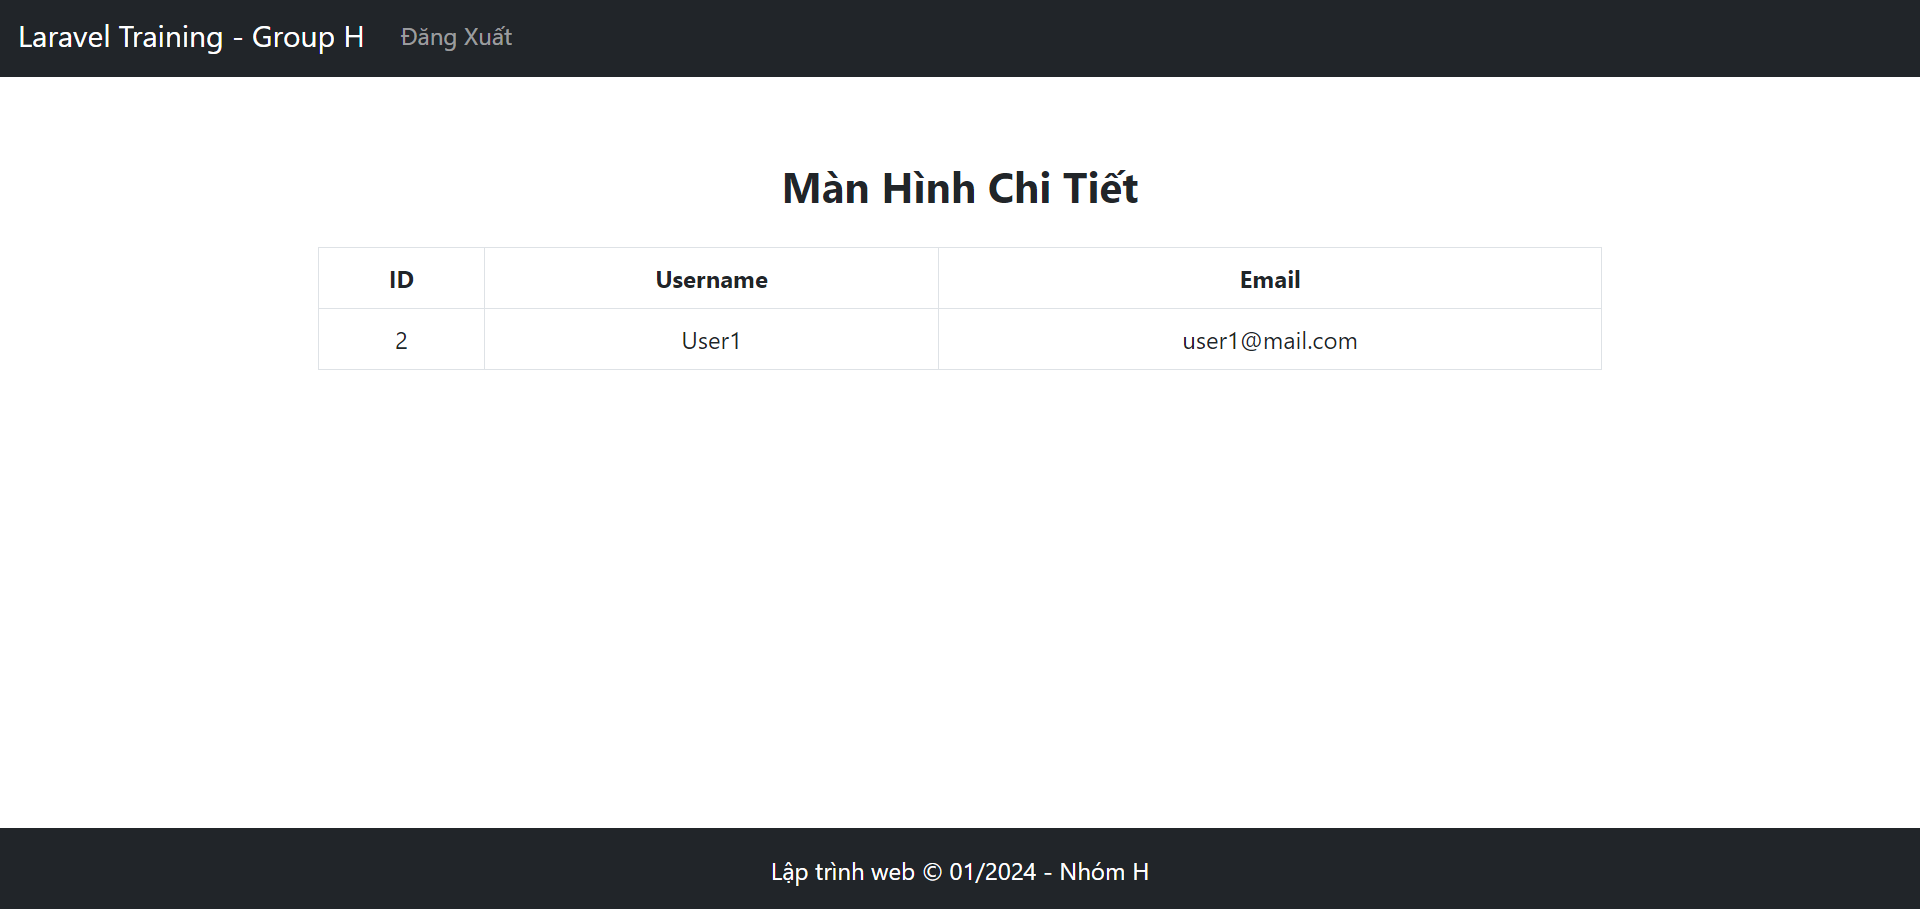 Laravel Training - Group H Đăng Xuất
Màn Hình Chi Tiết
ID Username Email
2 User1 user1@mail.com
Lập trình web © 01/2024 - Nhóm H